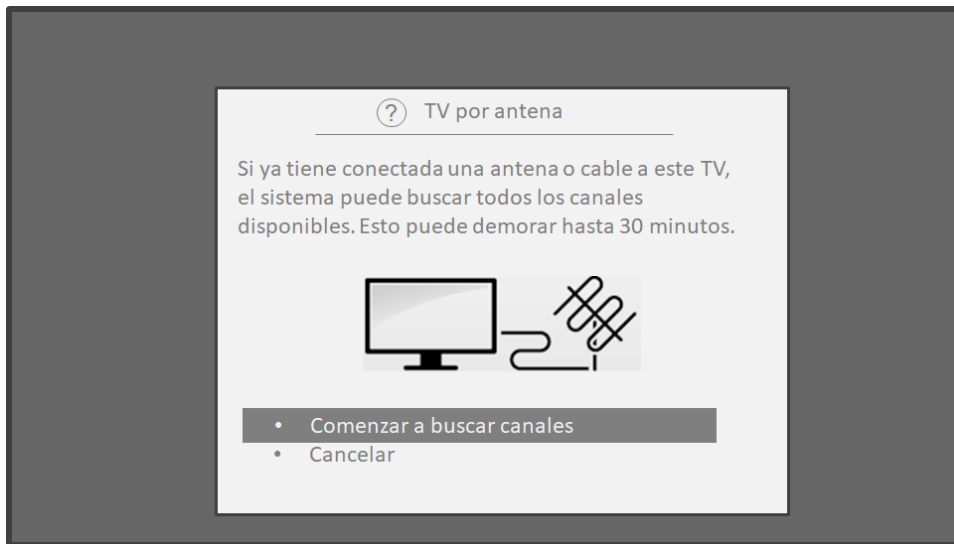 ? TV por antena
Si ya tiene conectada una antena o cable a este TV,
el sistema puede buscar todos los canales
disponibles. Esto puede demorar hasta 30 minutos.
• Comenzar a buscar canales
• Cancelar